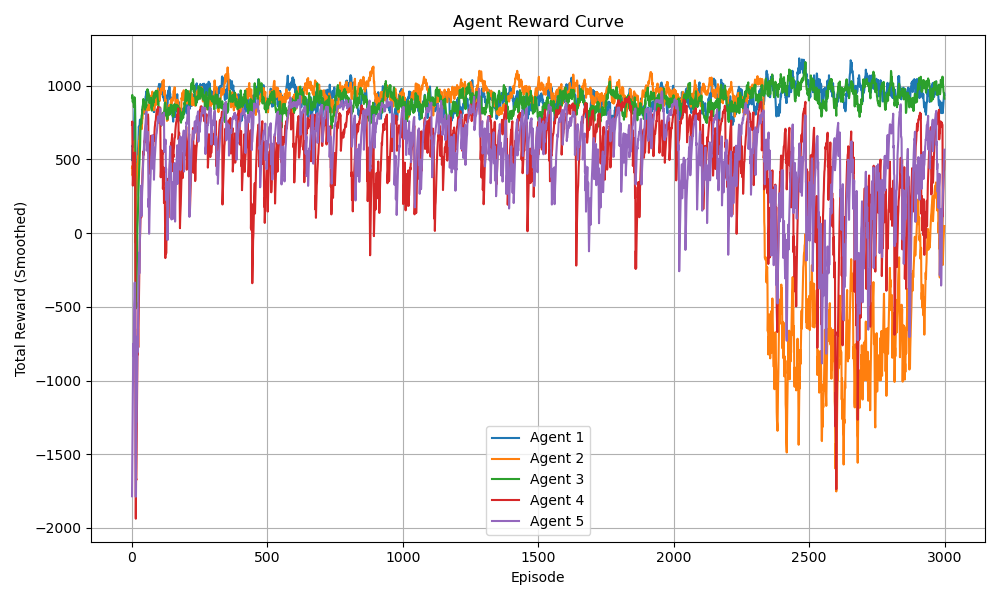 Agent Reward Curve
Total Reward (Smoothed)
1000
500
0
−500
−1000
−1500
−2000
Agent 1
Agent 2
Agent 3
Agent 4
Agent 5
0 500 1000 1500 2000 2500 3000
Episode